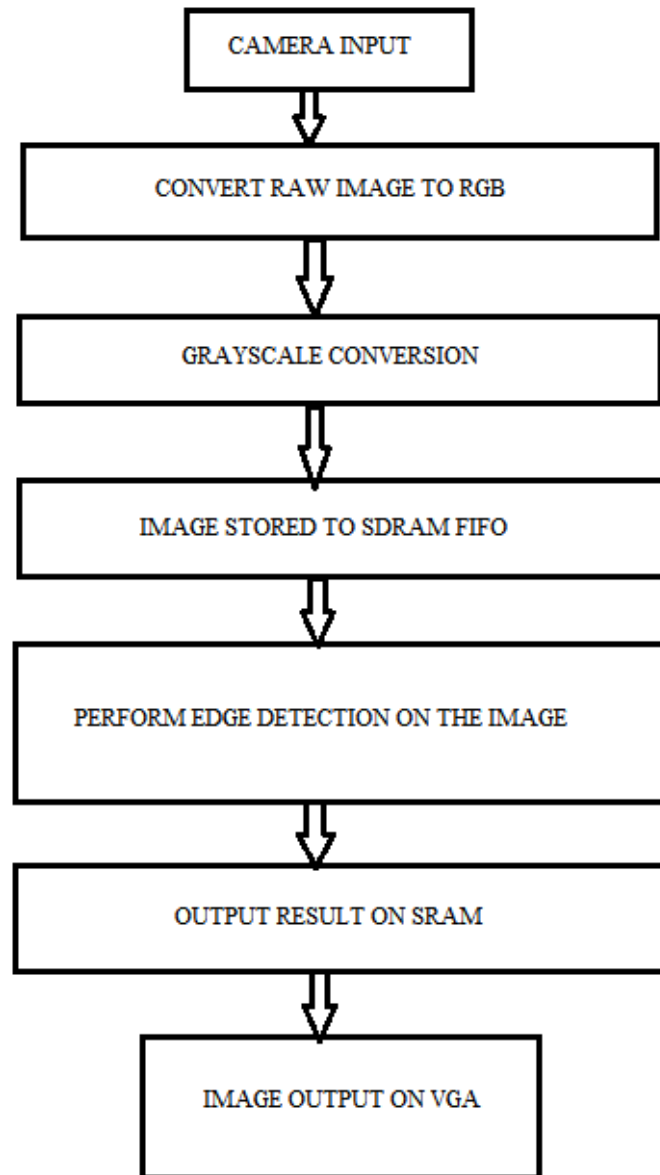 CAMERA INPUT
CONVERT RAW IMAGE TO RGB
GRAYSCALE CONVERSION
IMAGE STORED TO SDRAM FIFO
PERFORM EDGE DETECTION ON THE IMAGE
OUTPUT RESULT ON SRAM
IMAGE OUTPUT ON VGA